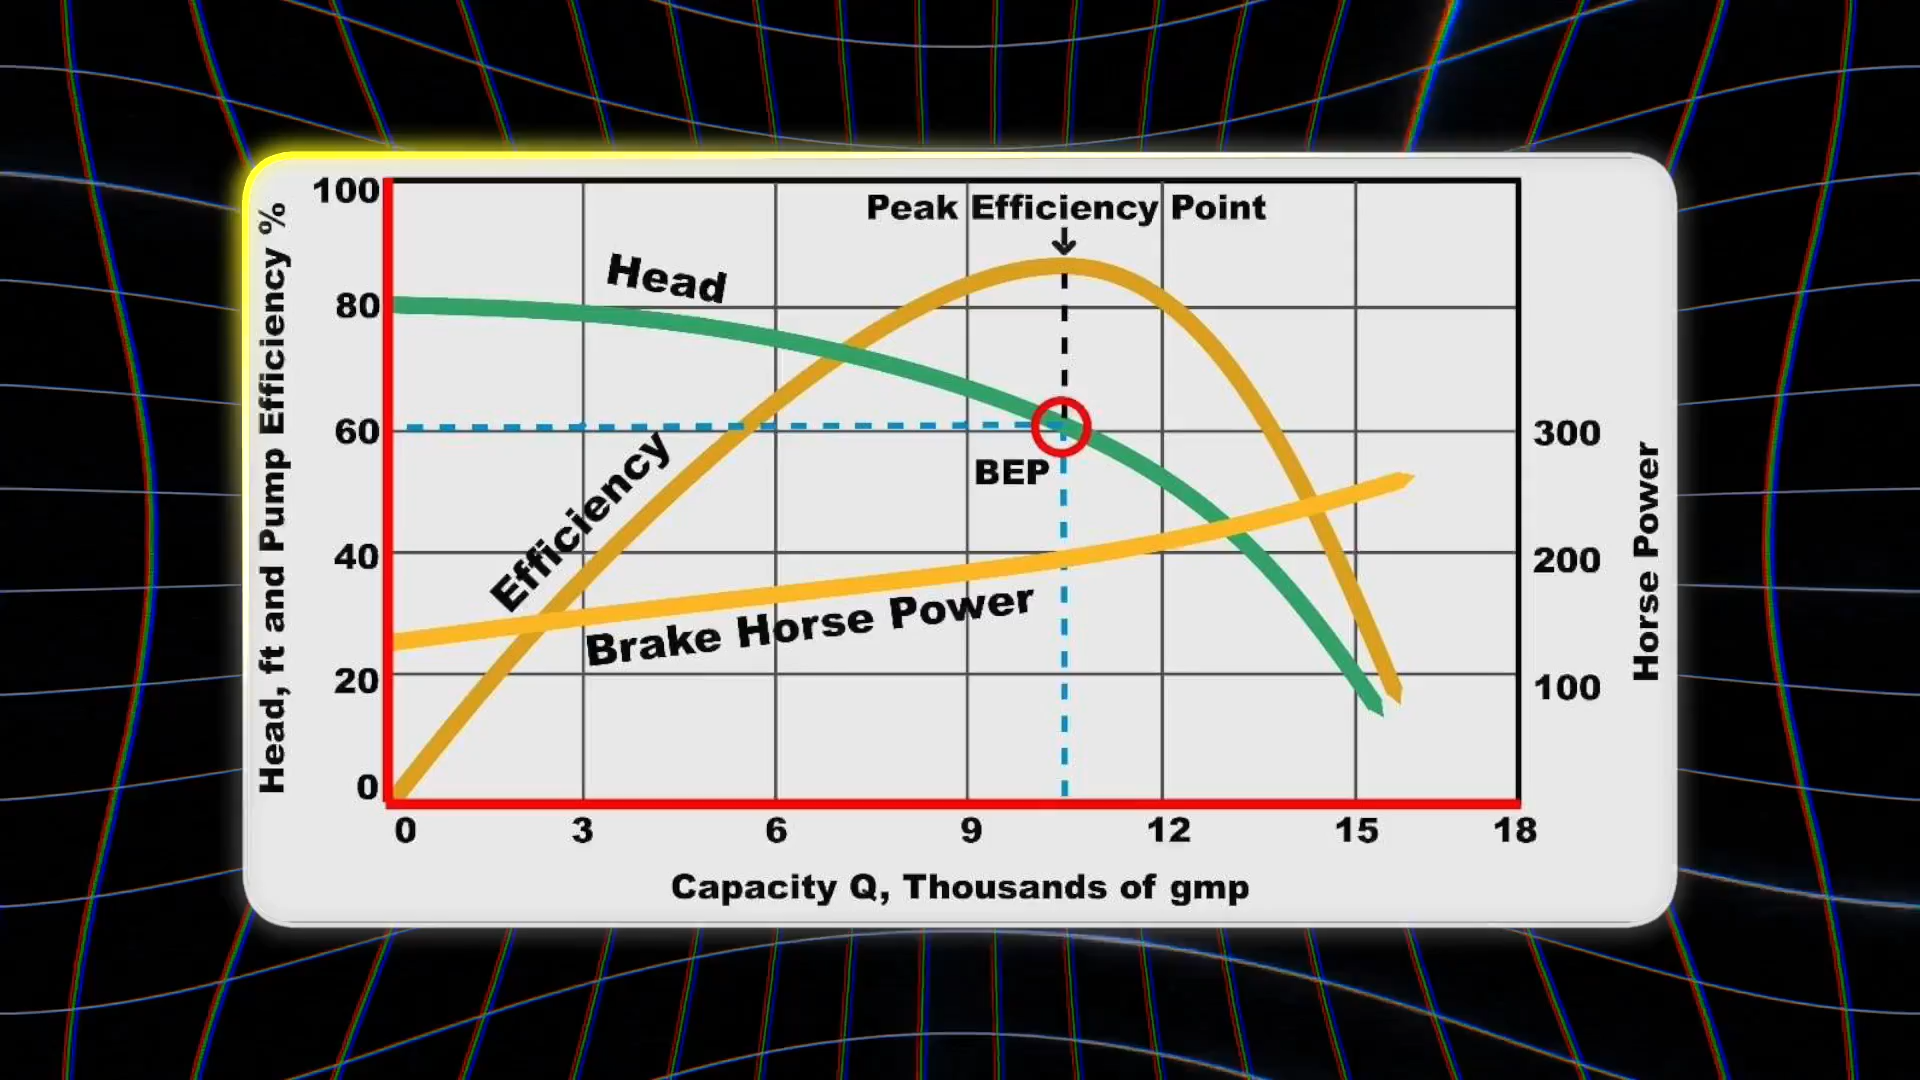 Head, ft and Pump Efficiency %
100
80
60
40
20
0
Peak Efficiency Point
Head
Efficiency
BEP
Brake Horse Power
300
200
100
Horse Power
0 3 6 9 12 15 18
Capacity Q, Thousands of gmp